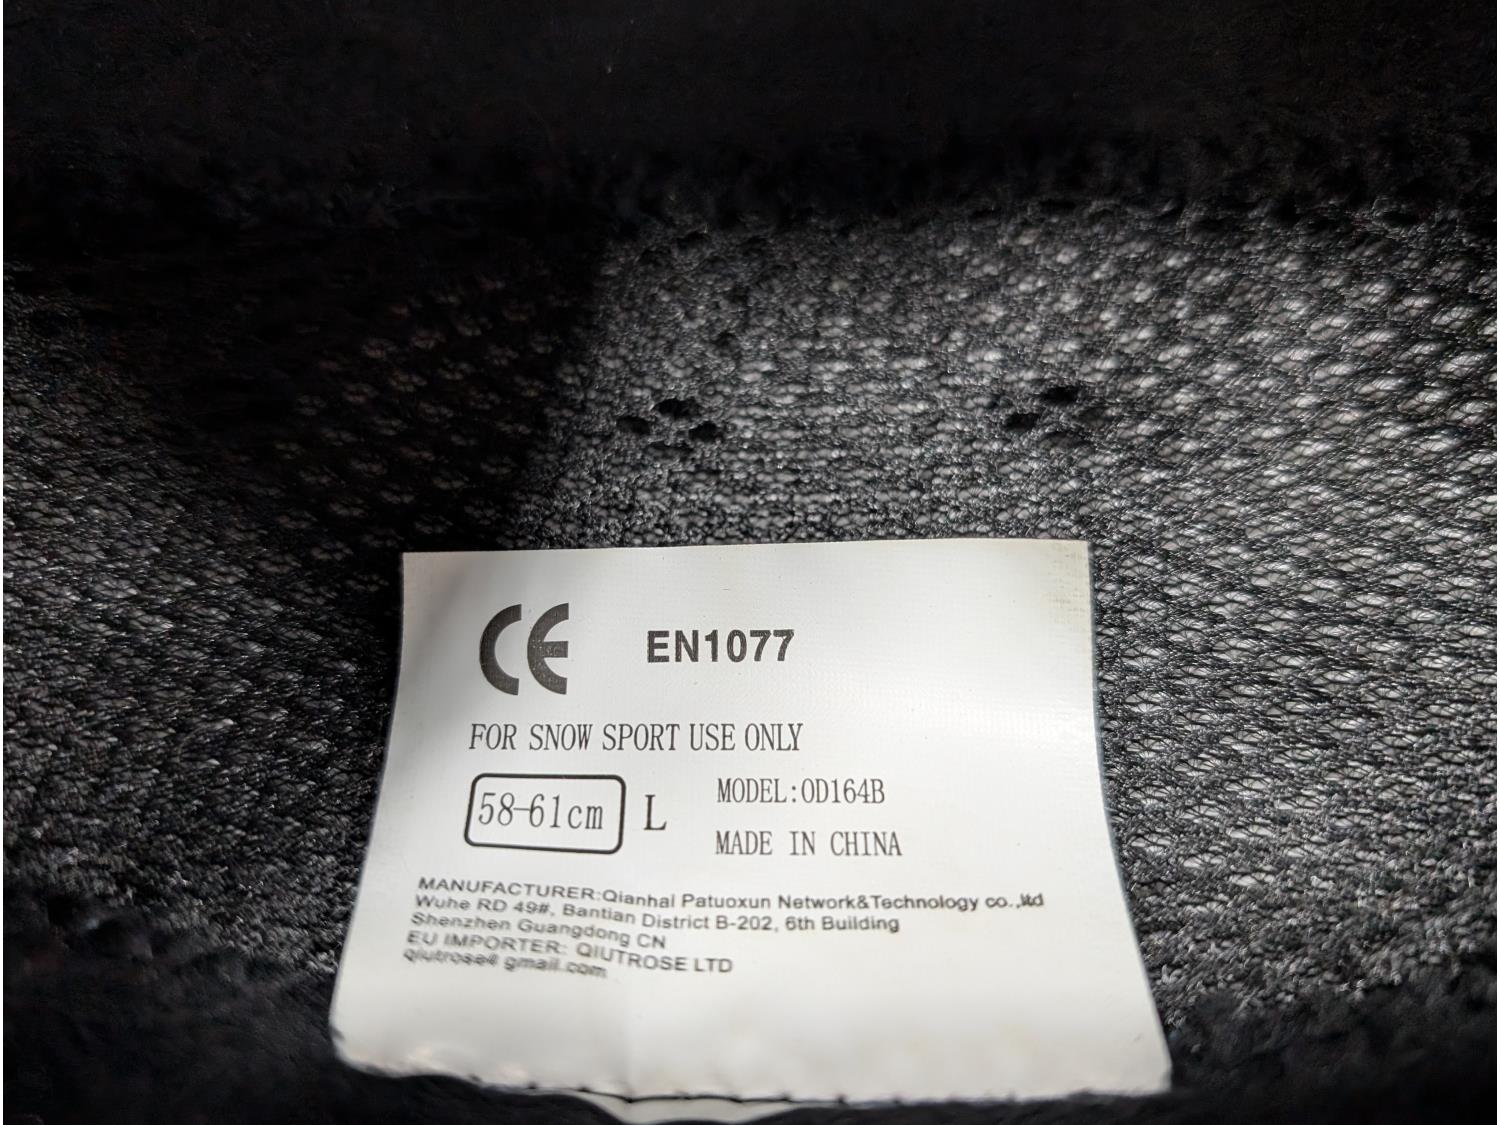 CE EN1077
FOR SNOW SPORT USE ONLY
58-61cm L MODEL:OD164B
MADE IN CHINA
MANUFACTURER:Qianhai Patuoxun Network&Technology co.,ltd
Wuhe RD 49#, Bantian District B-202, 6th Building
Shenzhen Guangdong CN
EU IMPORTER: QIUTROSE LTD
gmail.com